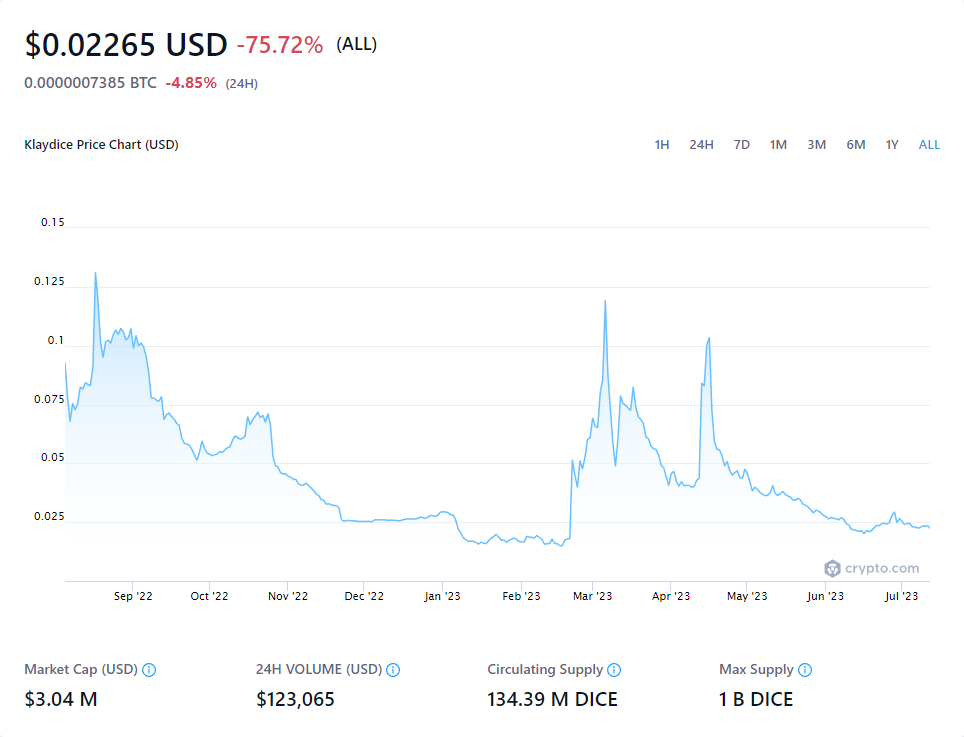 $0.02265 USD -75.72% (ALL)
0.0000007385 BTC -4.85% (24H)
Klaydice Price Chart (USD) 1H 24H 7D 1M 3M 6M 1Y ALL
0.15
0.125
0.1
0.075
0.05
0.025
crypto.com
Sep '22 Oct '22 Nov '22 Dec '22 Jan '23 Feb '23 Mar '23 Apr '23 May '23 Jun '23 Jul '23
Market Cap (USD) 24H VOLUME (USD) Circulating Supply Max Supply
$3.04 M $123,065 134.39 M DICE 1 B DICE